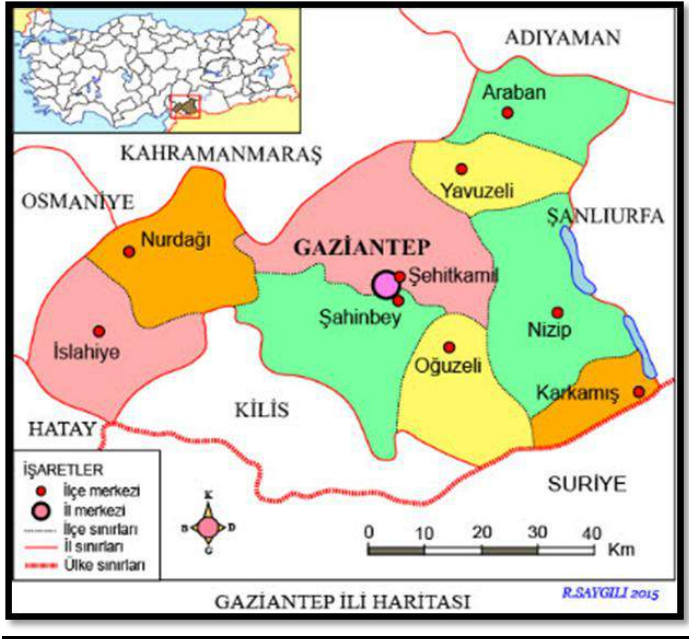 ADIYAMAN
Araban
KAHRAMANMARAŞ
Yavuzeli
OSMANİYE
ŞANLIURFA
Nurdağı
GAZİANTEP
Şehitkamil
Şahinbey
Nizip
İslahiye
Oğuzeli
Karkamış
KİLİS
HATAY
SURİYE
İŞARETLER
İlçe merkezi
İl merkezi
İlçe sınırları
İl sınırları
Ülke sınırları
K
B D
G
0 10 20 30 40
Km
R.SAYGILI 2015
GAZİANTEP İLİ HARİTASI